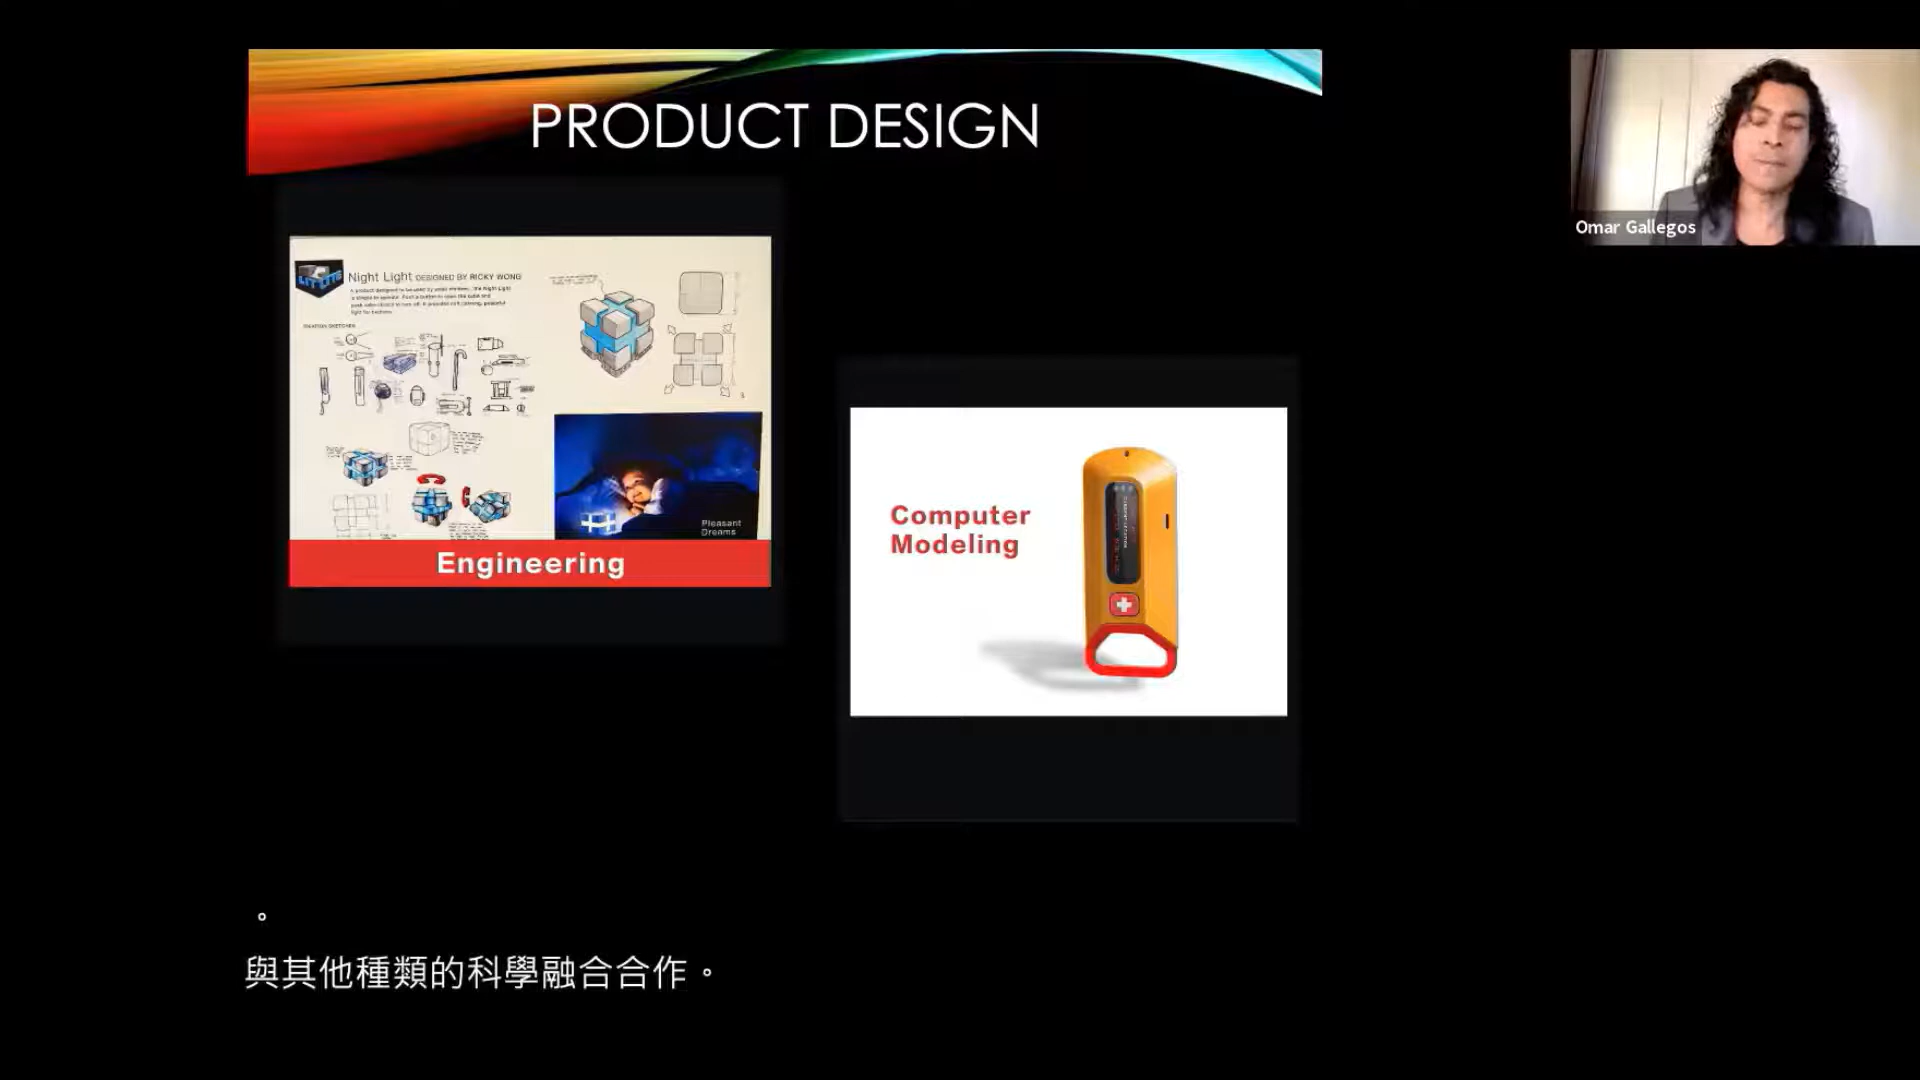 PRODUCT DESIGN
Omar Gallegos
Night Light DESIGNED BY RICKY WONG
Pleasant
Dreams
Engineering
Computer
Modeling
。
與其他種類的科學融合合作。